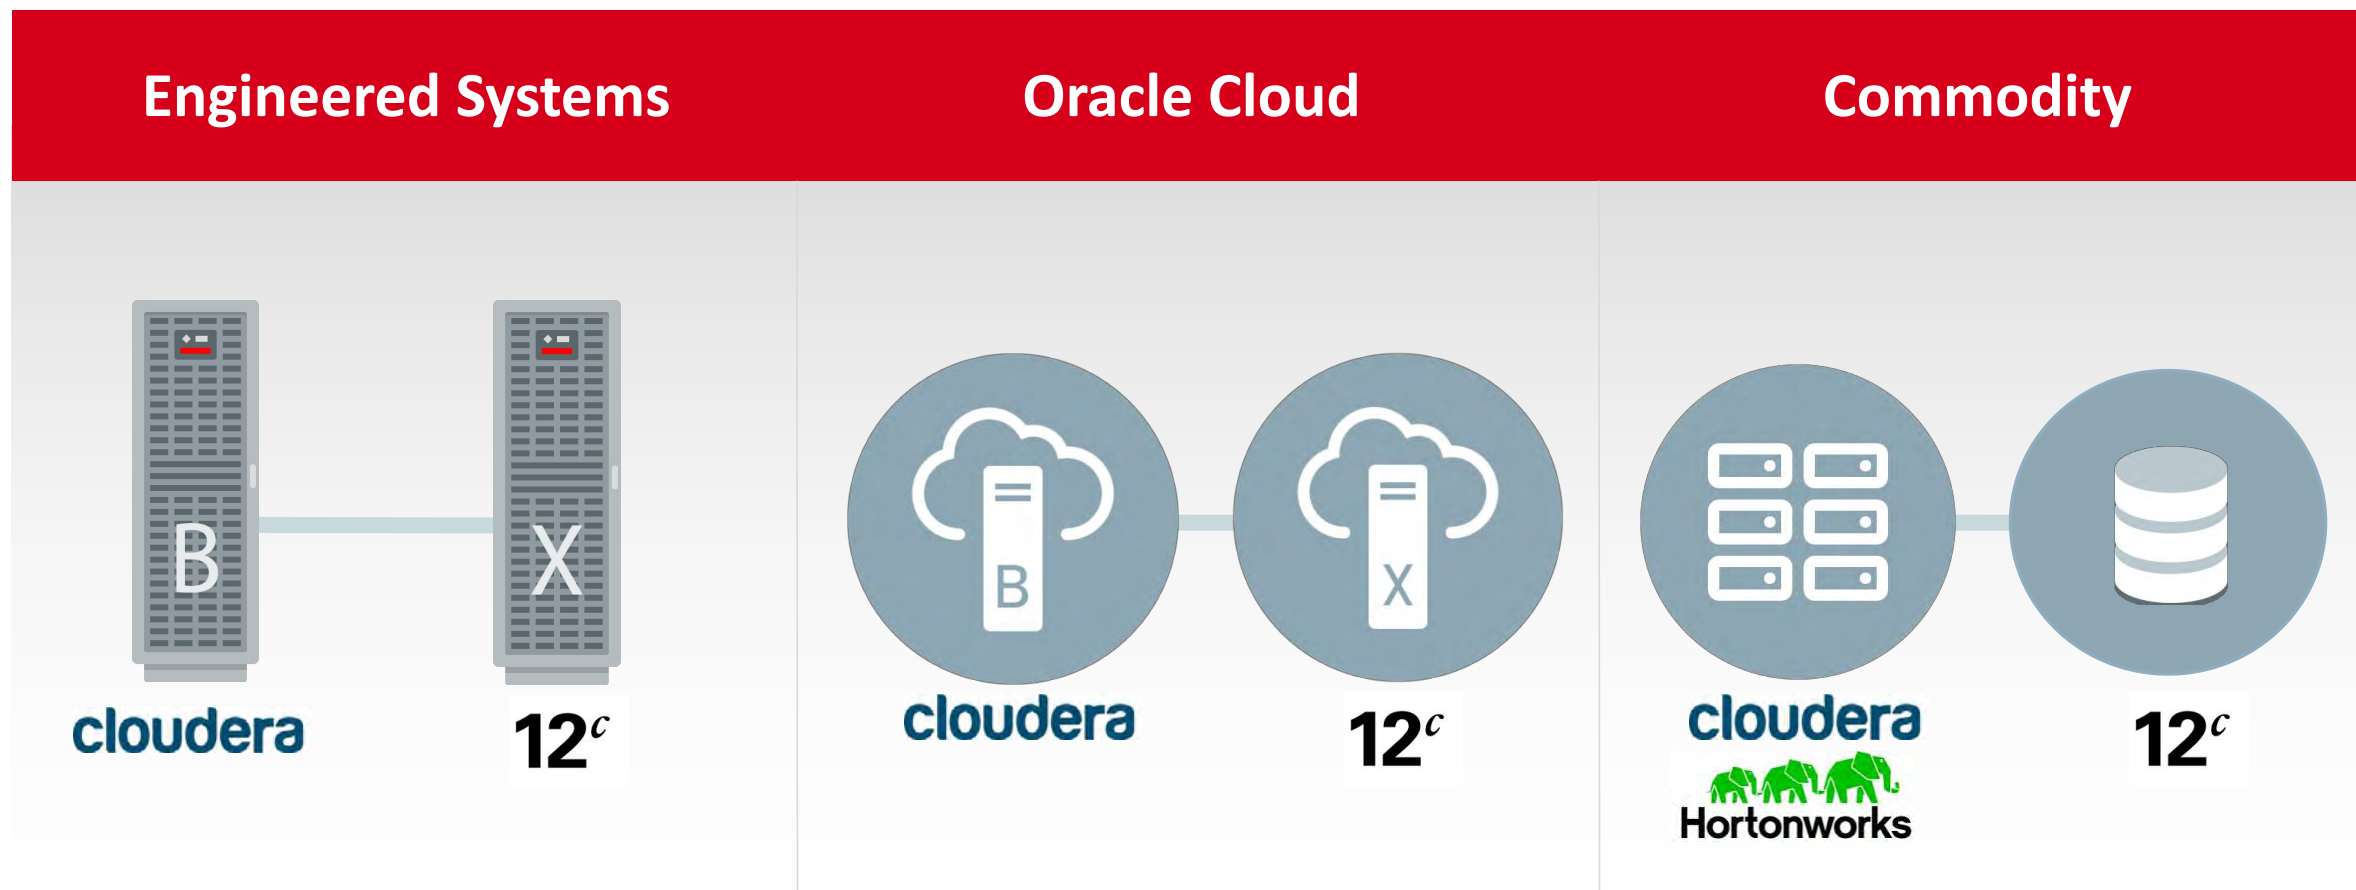 Engineered Systems
Oracle Cloud
Commodity
B
X
cloudera
12c
B
X
cloudera
12c
cloudera
Hortonworks
12c